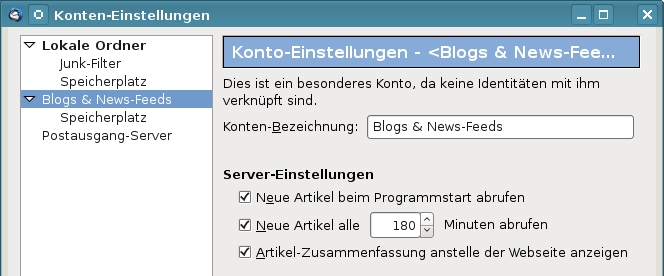 Konten-Einstellungen
Lokale Ordner
Junk-Filter
Speicherplatz
Blogs & News-Feeds
Speicherplatz
Postausgang-Server
Konto-Einstellungen - <Blogs & News-Fee...
Dies ist ein besonderes Konto, da keine Identitäten mit ihm
verknüpft sind.
Konten-Bezeichnung: Blogs & News-Feeds
Server-Einstellungen
Neue Artikel beim Programmstart abrufen
Neue Artikel alle 180 Minuten abrufen
Artikel-Zusammenfassung anstelle der Webseite anzeigen